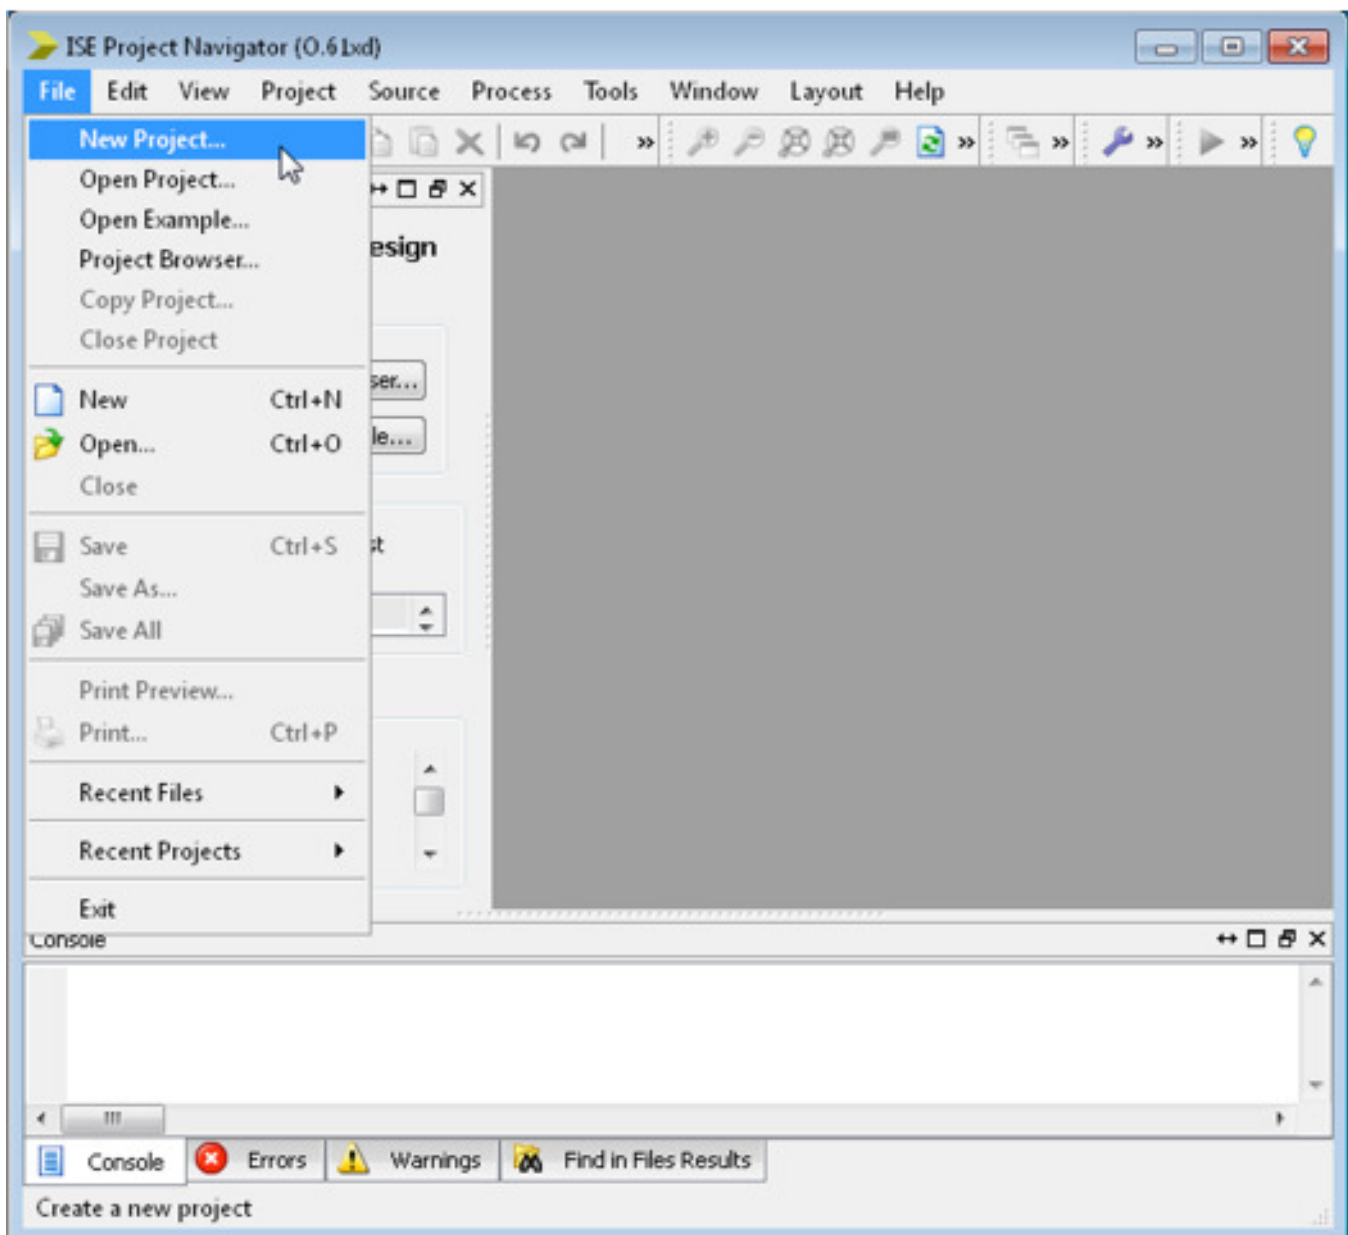 ISE Project Navigator (O.61xd)
File Edit View Project Source Process Tools Window Layout Help
New Project...
Open Project...
Open Example...
esign
Project Browser...
Copy Project...
Close Project
ser...
New Ctrl+N
le...
Open... Ctrl+O
Close
Save Ctrl+S
st
Save As...
Save All
Print Preview...
Print... Ctrl+P
Recent Files
Recent Projects
Exit
Console
Console Errors Warnings Find in Files Results
Create a new project